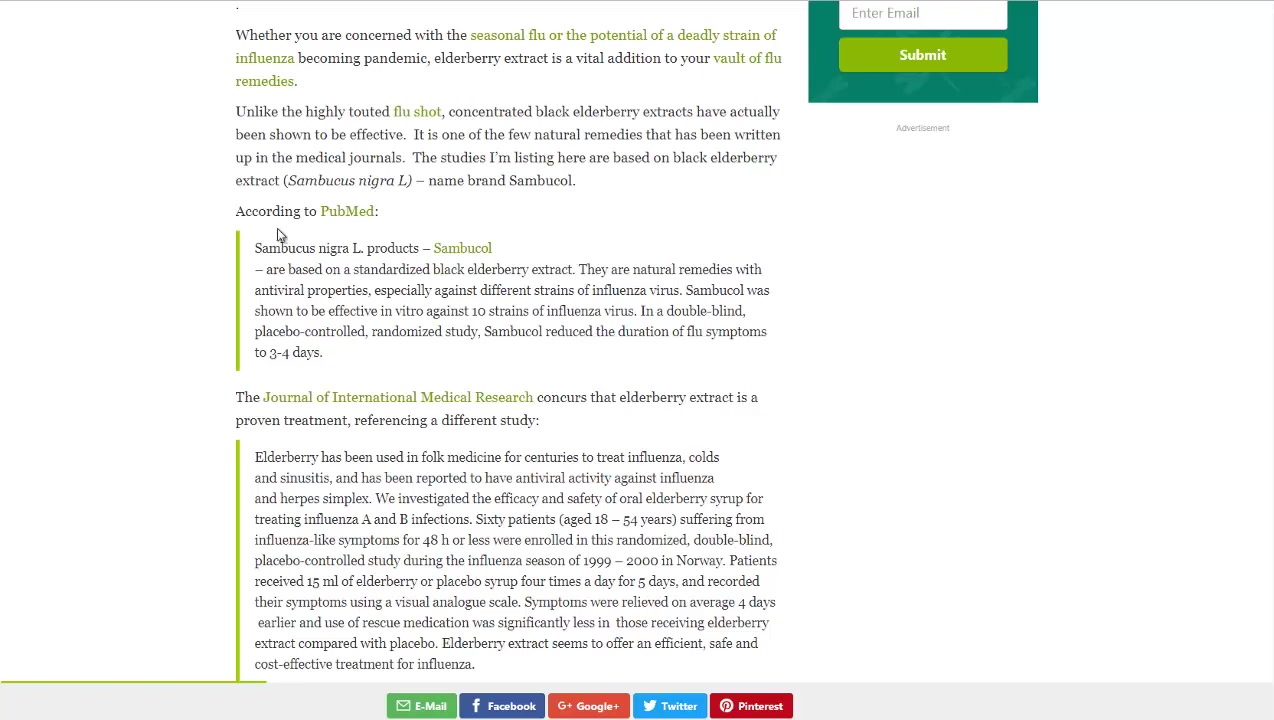 .
Enter Email
Submit
Advertisement
Whether you are concerned with the seasonal flu or the potential of a deadly strain of
influenza becoming pandemic, elderberry extract is a vital addition to your vault of flu
remedies.
Unlike the highly touted flu shot, concentrated black elderberry extracts have actually
been shown to be effective.  It is one of the few natural remedies that has been written
up in the medical journals.  The studies I'm listing here are based on black elderberry
extract (Sambucus nigra L) – name brand Sambucol.
According to PubMed:
Sambucus nigra L. products – Sambucol
– are based on a standardized black elderberry extract. They are natural remedies with
antiviral properties, especially against different strains of influenza virus. Sambucol was
shown to be effective in vitro against 10 strains of influenza virus. In a double-blind,
placebo-controlled, randomized study, Sambucol reduced the duration of flu symptoms
to 3-4 days.
The Journal of International Medical Research concurs that elderberry extract is a
proven treatment, referencing a different study:
Elderberry has been used in folk medicine for centuries to treat influenza, colds
and sinusitis, and has been reported to have antiviral activity against influenza
and herpes simplex. We investigated the efficacy and safety of oral elderberry syrup for
treating influenza A and B infections. Sixty patients (aged 18 – 54 years) suffering from
influenza-like symptoms for 48 h or less were enrolled in this randomized, double-blind,
placebo-controlled study during the influenza season of 1999 – 2000 in Norway. Patients
received 15 ml of elderberry or placebo syrup four times a day for 5 days, and recorded
their symptoms using a visual analogue scale. Symptoms were relieved on average 4 days
earlier and use of rescue medication was significantly less in  those receiving elderberry
extract compared with placebo. Elderberry extract seems to offer an efficient, safe and
cost-effective treatment for influenza.
E-Mail
Facebook
Google+
Twitter
Pinterest